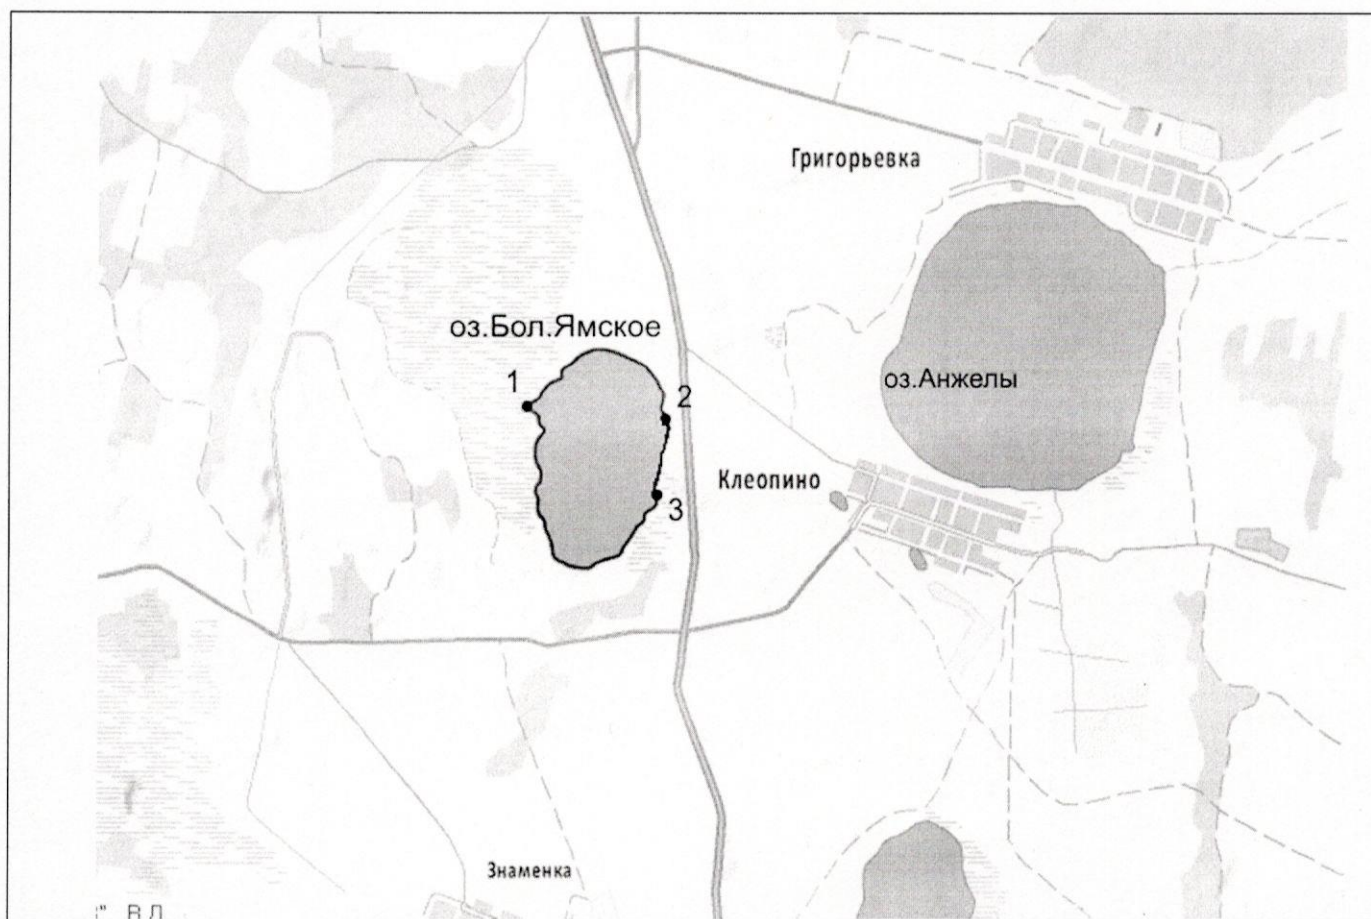 Григорьевка
оз.Бол.Ямское
оз.Анжелы
1
2
Клеопино
3
Знаменка
" В Л